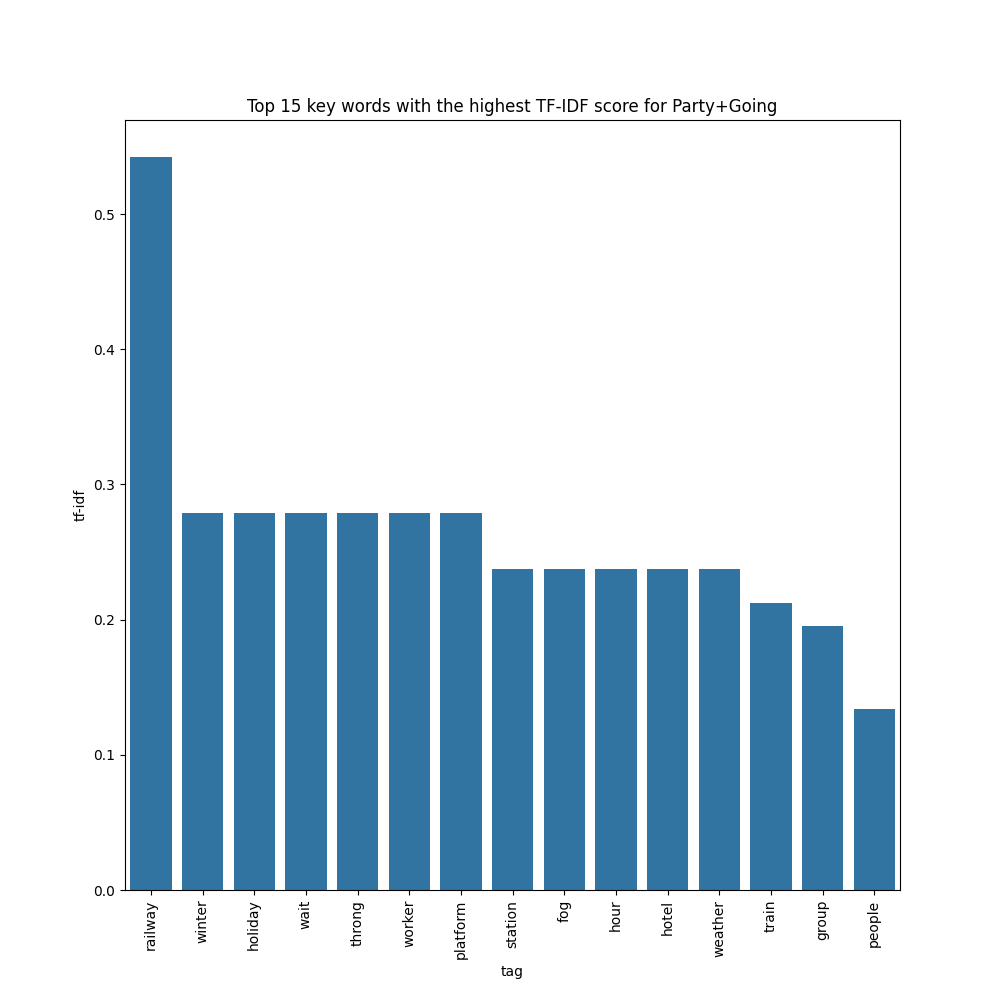 Top 15 key words with the highest TF-IDF score for Party+Going
tf-idf
0.5
0.4
0.3
0.2
0.1
0.0
railway
winter
holiday
wait
throng
worker
platform
station
fog
hour
hotel
weather
train
group
people
tag